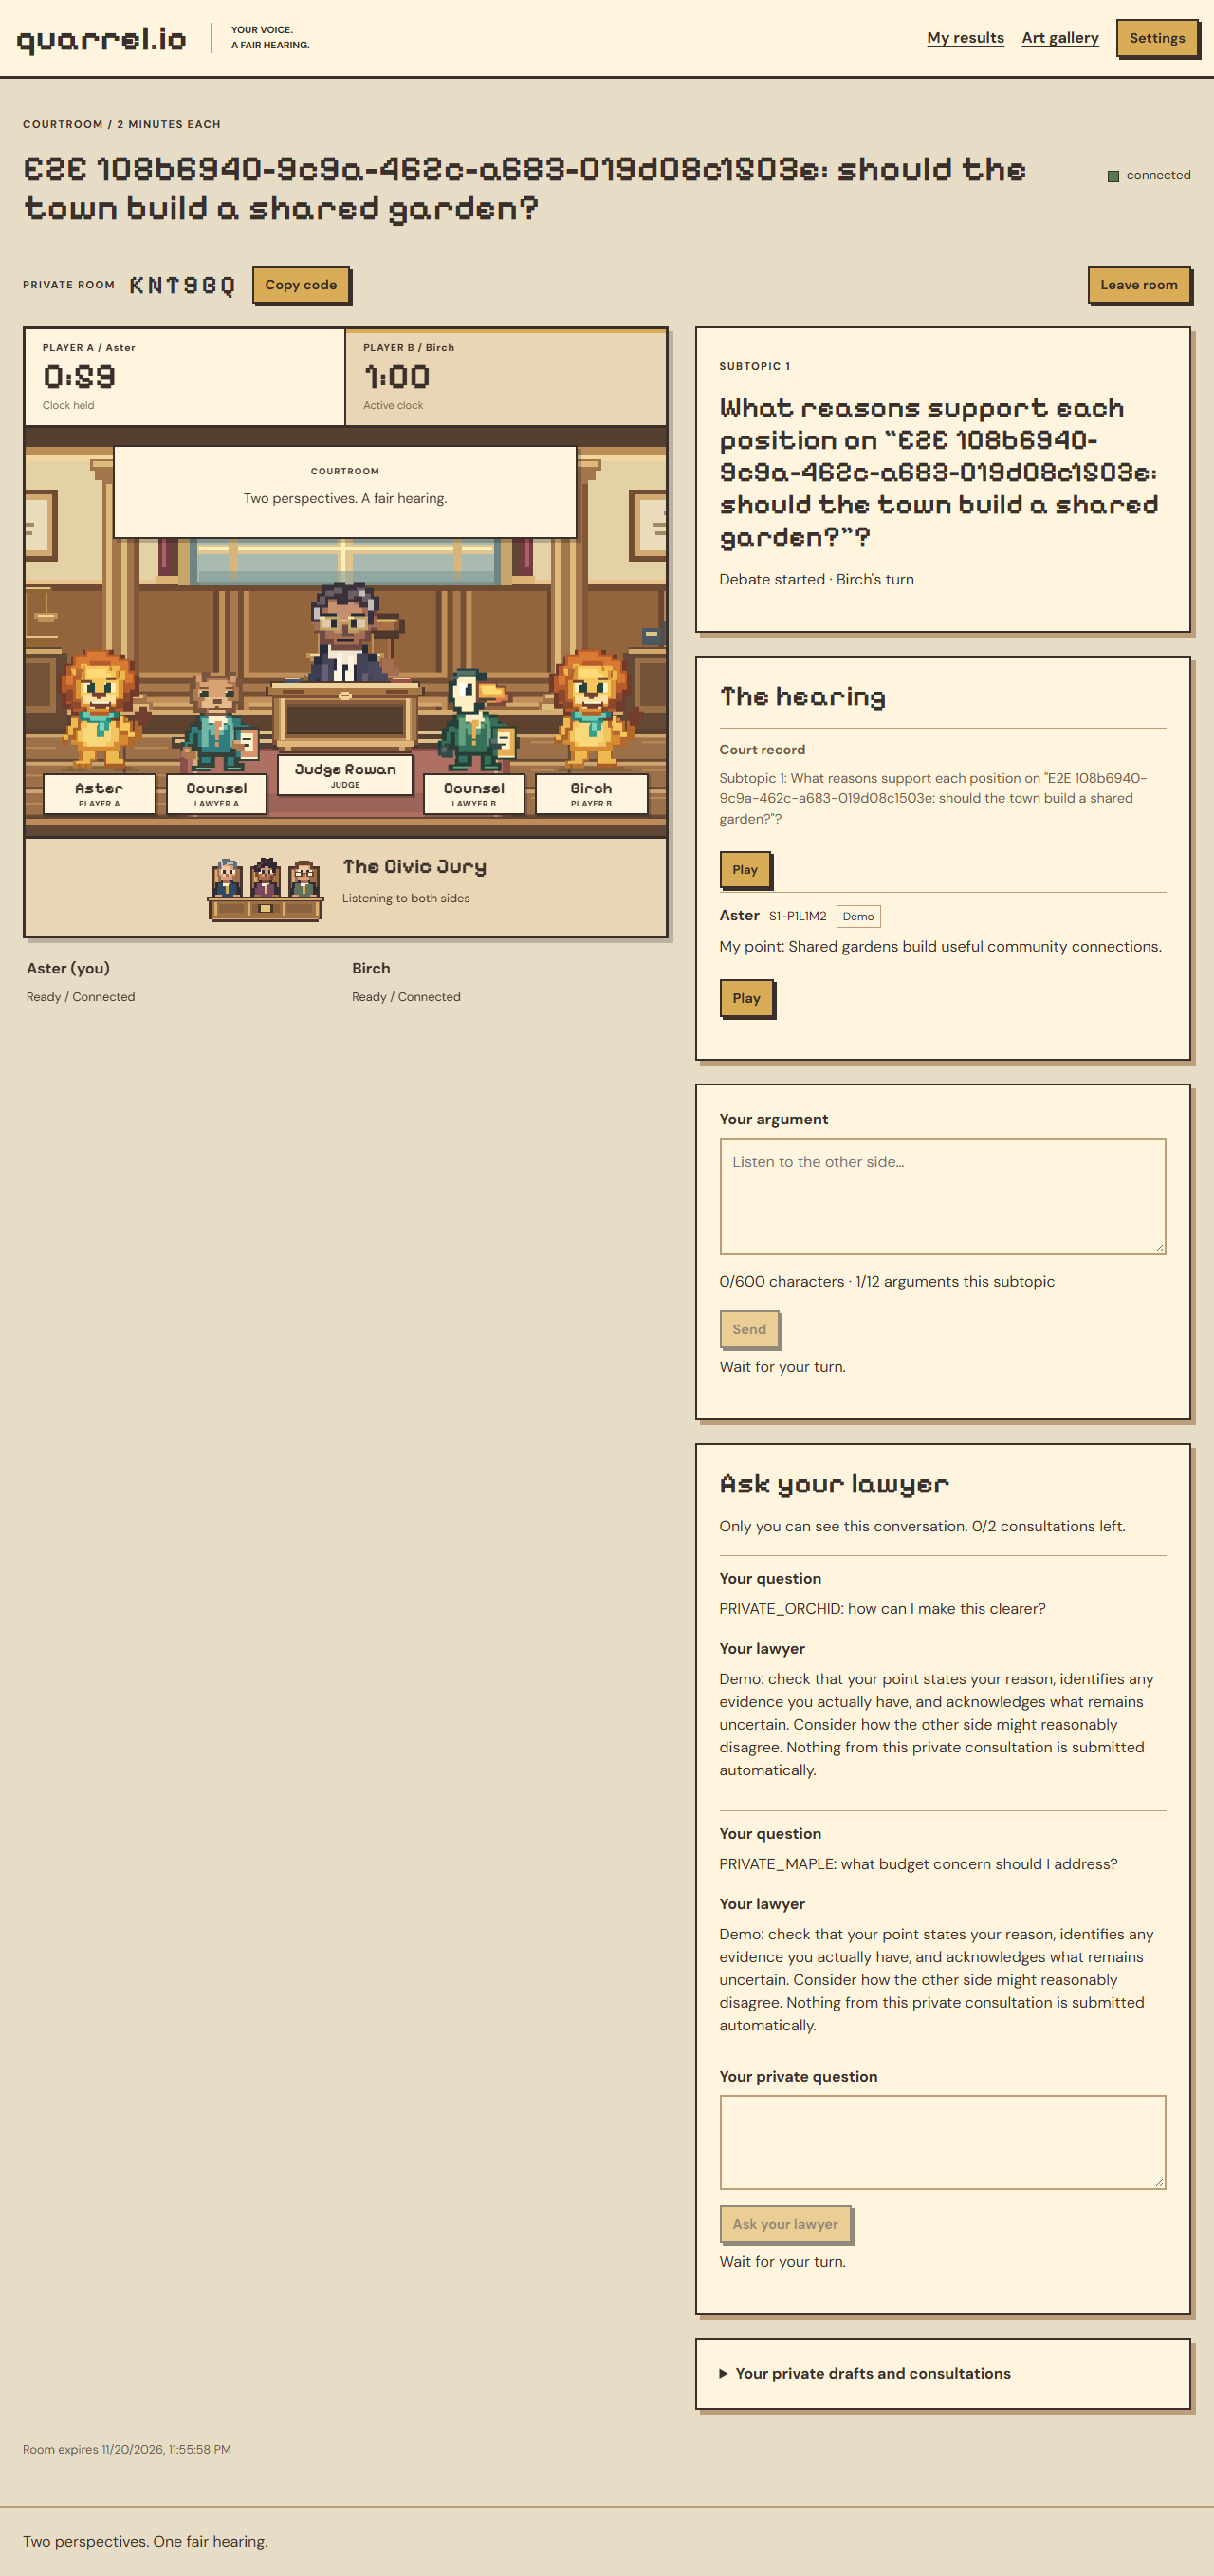 quarrel.io
YOUR VOICE.
A FAIR HEARING.
My results
Art gallery
Settings
COURTROOM / 2 MINUTES EACH
E2E 108b6940-9c9a-462c-a683-019d08c1503e: should the
town build a shared garden?
connected
PRIVATE ROOM
KNT9GQ
Copy code
Leave room
PLAYER A / Aster
0:59
Clock held
PLAYER B / Birch
1:00
Active clock
COURTROOM
Two perspectives. A fair hearing.
Aster
PLAYER A
Counsel
LAWYER A
Judge Rowan
JUDGE
Counsel
LAWYER B
Birch
PLAYER B
The Civic Jury
Listening to both sides
Aster (you)
Ready / Connected
Birch
Ready / Connected
SUBTOPIC 1
What reasons support each
position on "E2E 108b6940-
9c9a-462c-a683-019d08c1503e:
should the town build a shared
garden?"?
Debate started · Birch's turn
The hearing
Court record
Subtopic 1: What reasons support each position on "E2E 108b6940-
9c9a-462c-a683-019d08c1503e: should the town build a shared
garden?"?
Play
Aster S1-P1L1M2 Demo
My point: Shared gardens build useful community connections.
Play
Your argument
Listen to the other side...
0/600 characters · 1/12 arguments this subtopic
Send
Wait for your turn.
Ask your lawyer
Only you can see this conversation. 0/2 consultations left.
Your question
PRIVATE_ORCHID: how can I make this clearer?
Your lawyer
Demo: check that your point states your reason, identifies any
evidence you actually have, and acknowledges what remains
uncertain. Consider how the other side might reasonably
disagree. Nothing from this private consultation is submitted
automatically.
Your question
PRIVATE_MAPLE: what budget concern should I address?
Your lawyer
Demo: check that your point states your reason, identifies any
evidence you actually have, and acknowledges what remains
uncertain. Consider how the other side might reasonably
disagree. Nothing from this private consultation is submitted
automatically.
Your private question
Ask your lawyer
Wait for your turn.
Your private drafts and consultations
Room expires 11/20/2026, 11:55:58 PM
Two perspectives. One fair hearing.